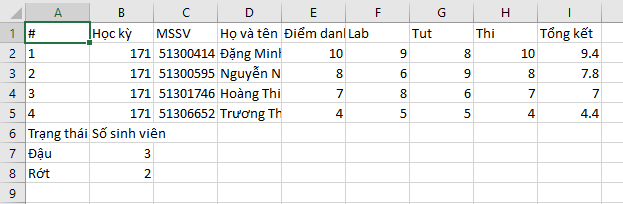 A B C D E F G H I
1 # Học kỳ MSSV Họ và tên Điểm danh Lab Tut Thi Tổng kết
2 1 171 51300414 Đặng Minh 10 9 8 10 9.4
3 2 171 51300595 Nguyễn N 8 6 9 8 7.8
4 3 171 51301746 Hoàng Thi 7 8 6 7 7
5 4 171 51306652 Trương Th 4 5 5 4 4.4
6 Trạng thái Số sinh viên
7 Đậu 3
8 Rớt 2
9